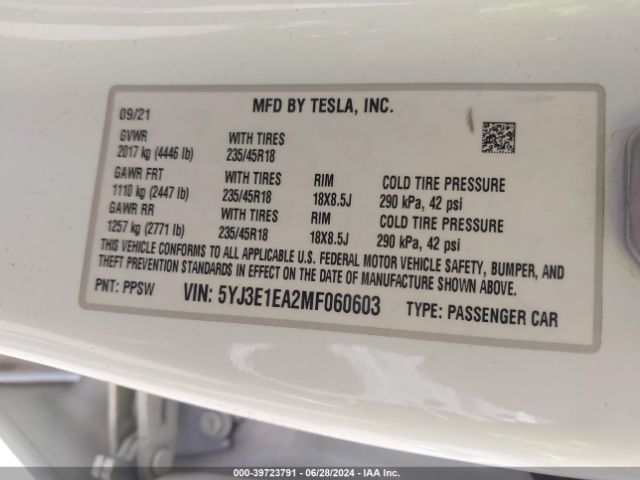 09/21 MFD BY TESLA, INC.
GVWR WITH TIRES
2017 kg (4446 lb) 235/45R18
GAWR FRT WITH TIRES RIM COLD TIRE PRESSURE
1110 kg (2447 lb) 235/45R18 18X8.5J 290 kPa, 42 psi
GAWR RR WITH TIRES RIM COLD TIRE PRESSURE
1257 kg (2771 lb) 235/45R18 18X8.5J 290 kPa, 42 psi
THIS VEHICLE CONFORMS TO ALL APPLICABLE U.S. FEDERAL MOTOR VEHICLE SAFETY, BUMPER, AND
THEFT PREVENTION STANDARDS IN EFFECT ON THE DATE OF MANUFACTURE SHOWN ABOVE.
PNT: PPSW VIN: 5YJ3E1EA2MF060603 TYPE: PASSENGER CAR
000-39723791 - 06/28/2024 - IAA Inc.